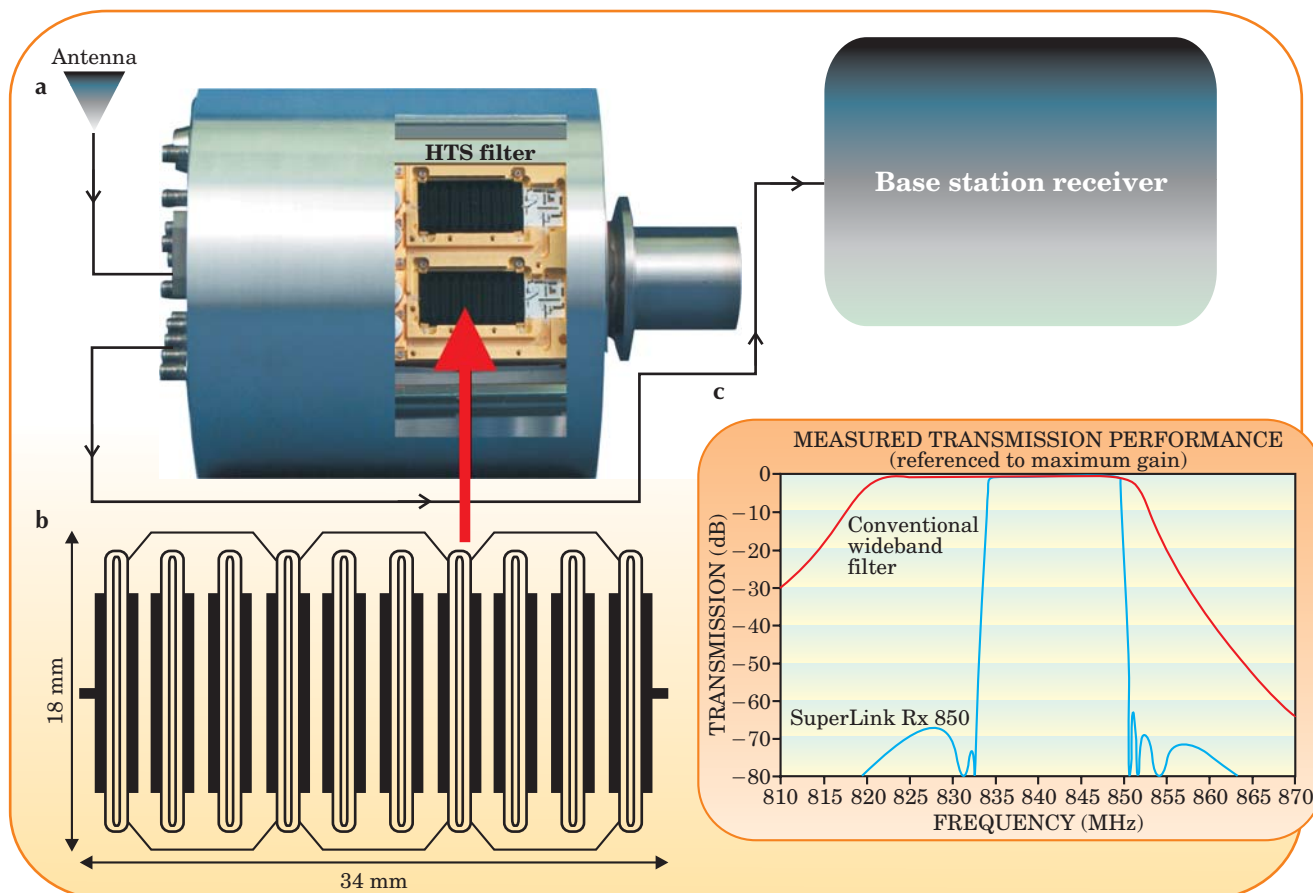 Antenna
a
HTS filter
Base station receiver
c
b
18 mm
34 mm
MEASURED TRANSMISSION PERFORMANCE
(referenced to maximum gain)
TRANSMISSION (dB)
0
−10
−20
−30
−40
−50
−60
−70
−80
Conventional
wideband
filter
SuperLink Rx 850
810 815 820 825 830 835 840 845 850 855 860 865 870
FREQUENCY (MHz)